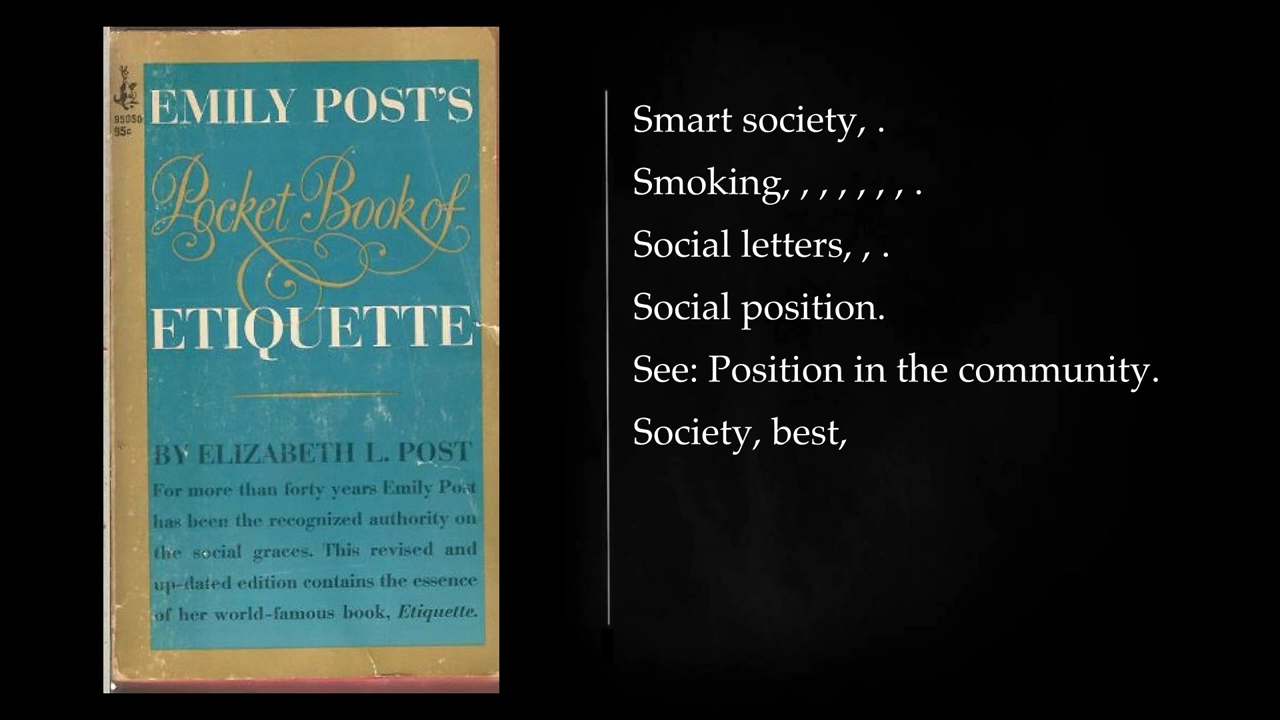 EMILY POST'S
Pocket Book of
ETIQUETTE
95050
95c
BY ELIZABETH L. POST
For more than forty years Emily Post
has been the recognized authority on
the social graces. This revised and
up-dated edition contains the essence
of her world-famous book, Etiquette.
Smart society, .
Smoking, , , , , , , .
Social letters, , .
Social position.
See: Position in the community.
Society, best,